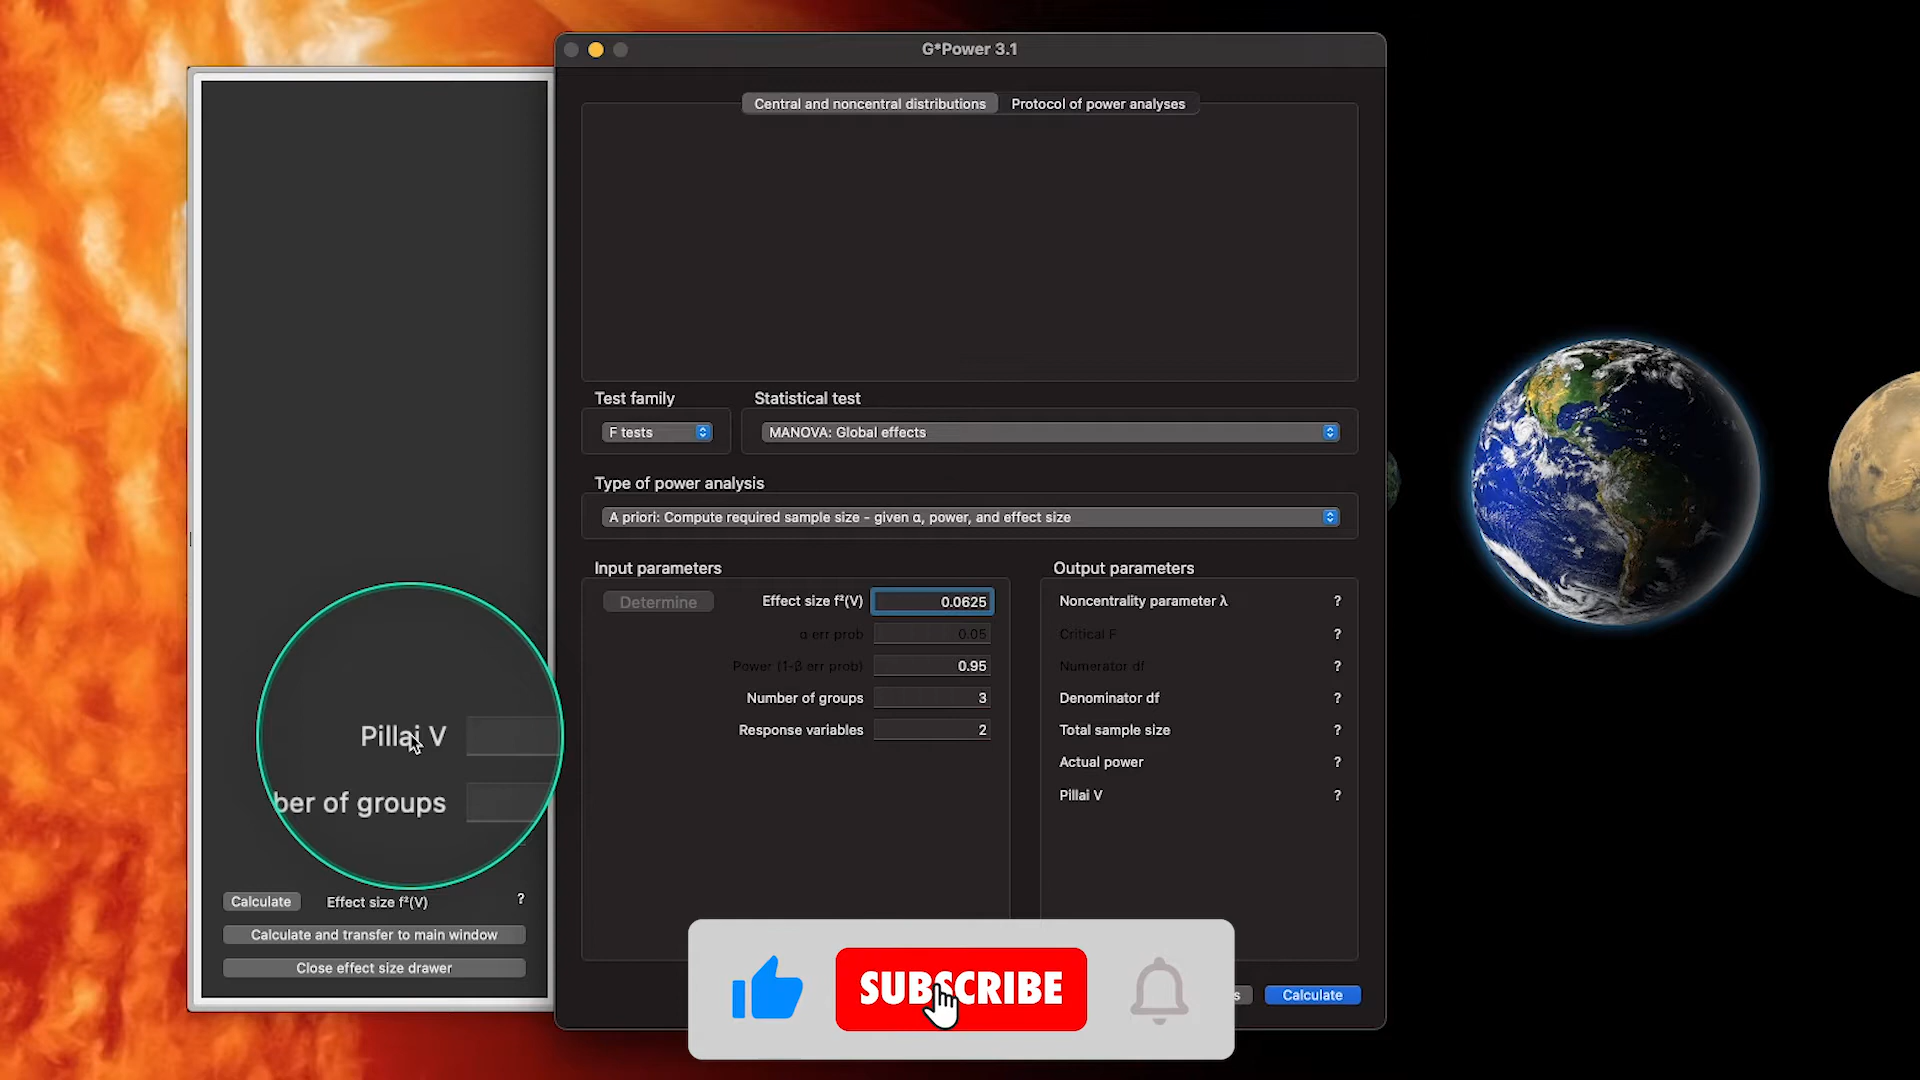 G*Power 3.1
Central and noncentral distributions
Protocol of power analyses
Test family
Statistical test
F tests
MANOVA: Global effects
Type of power analysis
A priori: Compute required sample size - given α, power, and effect size
Input parameters
Output parameters
Determine
Effect size f²(V)
0.0625
Noncentrality parameter λ
?
α err prob
0.05
Critical F
?
Power (1-β err prob)
0.95
Numerator df
?
Number of groups
3
Denominator df
?
Response variables
2
Total sample size
?
Actual power
?
Pillai V
?
Pillai V
ber of groups
Calculate
Effect size f²(V)
?
Calculate and transfer to main window
Close effect size drawer
SUBSCRIBE
s
Calculate